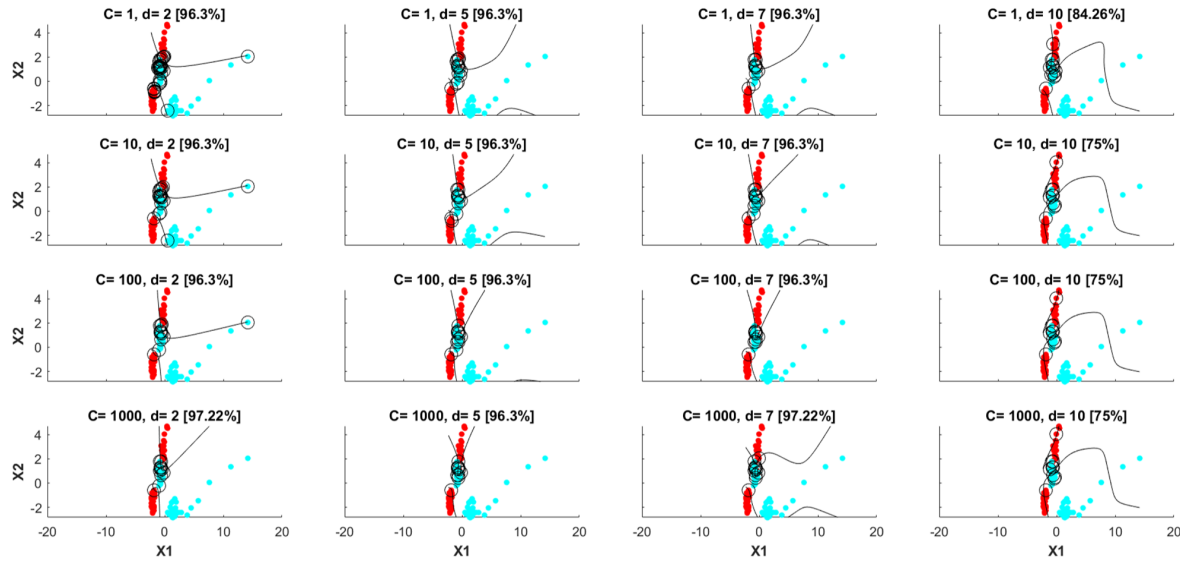 C= 1, d= 2 [96.3%] C= 1, d= 5 [96.3%] C= 1, d= 7 [96.3%] C= 1, d= 10 [84.26%]
4
2
0
-2
X2
C= 10, d= 2 [96.3%] C= 10, d= 5 [96.3%] C= 10, d= 7 [96.3%] C= 10, d= 10 [75%]
4
2
0
-2
X2
C= 100, d= 2 [96.3%] C= 100, d= 5 [96.3%] C= 100, d= 7 [96.3%] C= 100, d= 10 [75%]
4
2
0
-2
X2
C= 1000, d= 2 [97.22%] C= 1000, d= 5 [96.3%] C= 1000, d= 7 [97.22%] C= 1000, d= 10 [75%]
4
2
0
-2
X2
-20 -10 0 10 20 -20 -10 0 10 20 -20 -10 0 10 20 -20 -10 0 10 20
X1 X1 X1 X1